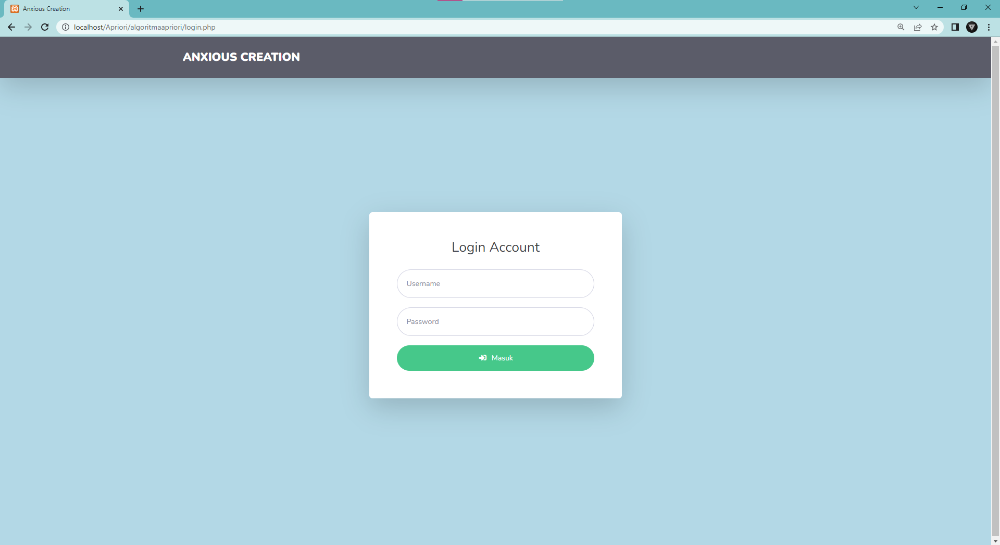 Anxious Creation
localhost/Apriori/algoritmaapriori/login.php
ANXIOUS CREATION
Login Account
Username
Password
Masuk